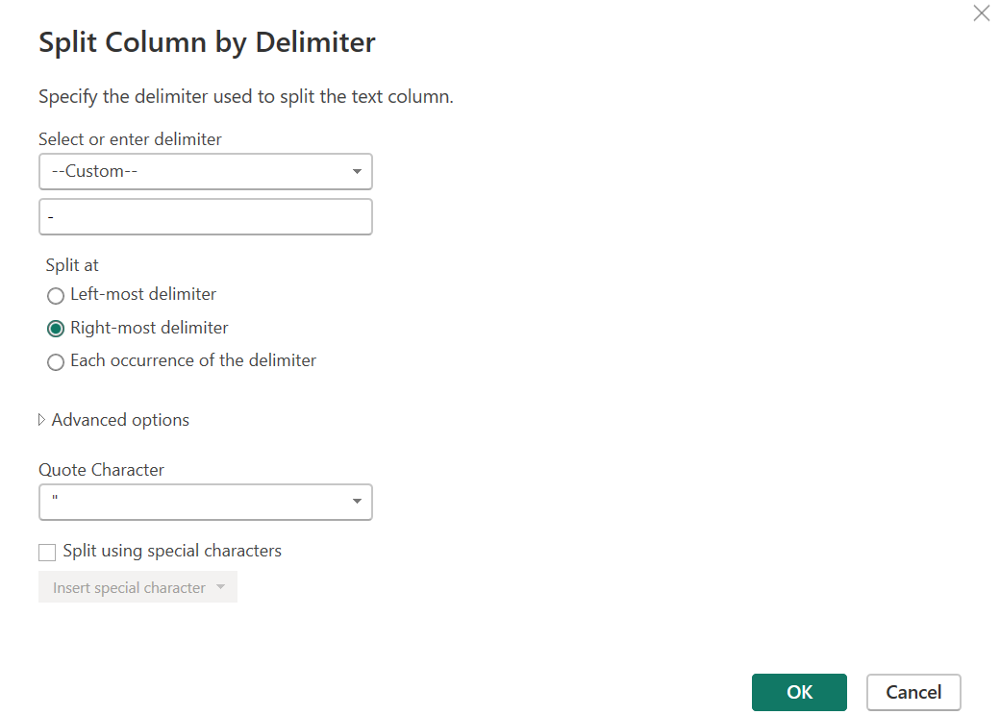 Split Column by Delimiter
Specify the delimiter used to split the text column.
Select or enter delimiter
--Custom--
-
Split at
Left-most delimiter
Right-most delimiter
Each occurrence of the delimiter
Advanced options
Quote Character
"
Split using special characters
Insert special character
OK Cancel